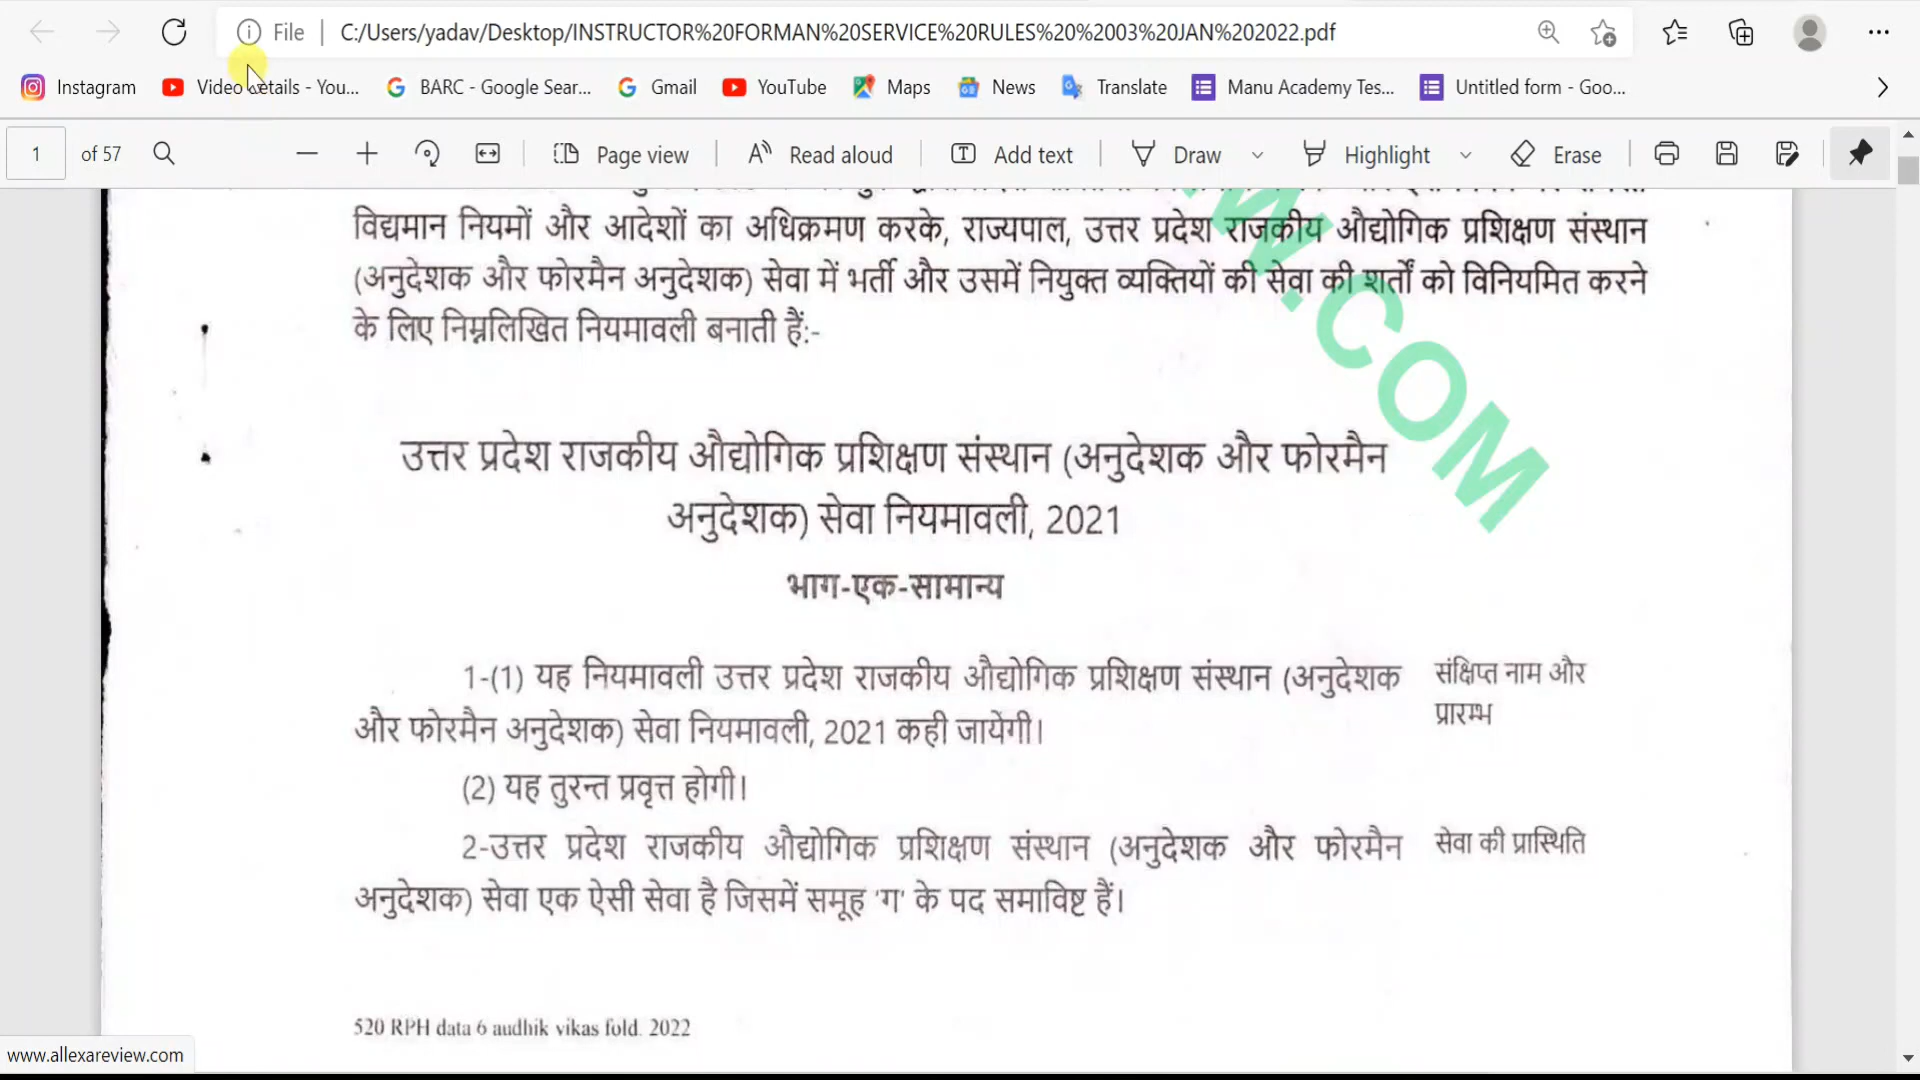 File
C:/Users/yadav/Desktop/INSTRUCTOR%20FORMAN%20SERVICE%20RULES%20%2003%20JAN%202022.pdf
Instagram Video details - You... BARC - Google Sear... Gmail YouTube Maps News Translate Manu Academy Tes... Untitled form - Goo...
1 of 57 Page view Read aloud Add text Draw Highlight Erase
विद्यमान नियमों और आदेशों का अधिक्रमण करके, राज्यपाल, उत्तर प्रदेश राजकीय औद्योगिक प्रशिक्षण संस्थान
(अनुदेशक और फोरमैन अनुदेशक) सेवा में भर्ती और उसमें नियुक्त व्यक्तियों की सेवा की शर्तों को विनियमित करने
के लिए निम्नलिखित नियमावली बनाती हैं:-
W.COM
उत्तर प्रदेश राजकीय औद्योगिक प्रशिक्षण संस्थान (अनुदेशक और फोरमैन
अनुदेशक) सेवा नियमावली, 2021
भाग-एक-सामान्य
1-(1) यह नियमावली उत्तर प्रदेश राजकीय औद्योगिक प्रशिक्षण संस्थान (अनुदेशक
और फोरमैन अनुदेशक) सेवा नियमावली, 2021 कही जायेगी।
संक्षिप्त नाम और
प्रारम्भ
(2) यह तुरन्त प्रवृत्त होगी।
2-उत्तर प्रदेश राजकीय औद्योगिक प्रशिक्षण संस्थान (अनुदेशक और फोरमैन
अनुदेशक) सेवा एक ऐसी सेवा है जिसमें समूह 'ग' के पद समाविष्ट हैं।
सेवा की प्रास्थिति
520 RPH data 6 audhik vikas fold. 2022
www.allexareview.com